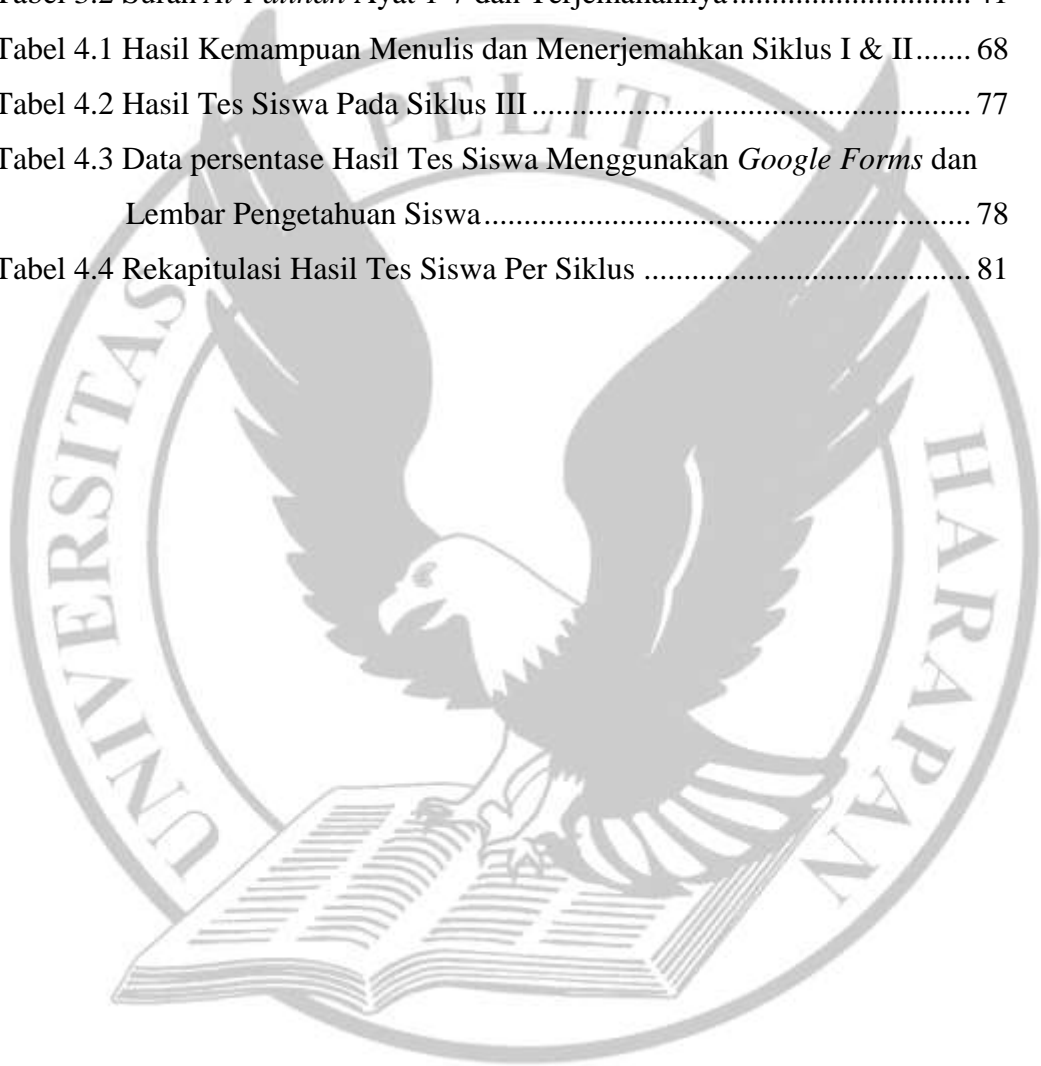 Tabel 4.1 Hasil Kemampuan Menulis dan Menerjemahkan Siklus I & II....... 68
Tabel 4.2 Hasil Tes Siswa Pada Siklus III....................................................... 77
Tabel 4.3 Data persentase Hasil Tes Siswa Menggunakan Google Forms dan
Lembar Pengetahuan Siswa............................................................. 78
Tabel 4.4 Rekapitulasi Hasil Tes Siswa Per Siklus ......................................... 81
UNIVERSITAS PELITA HARAPAN